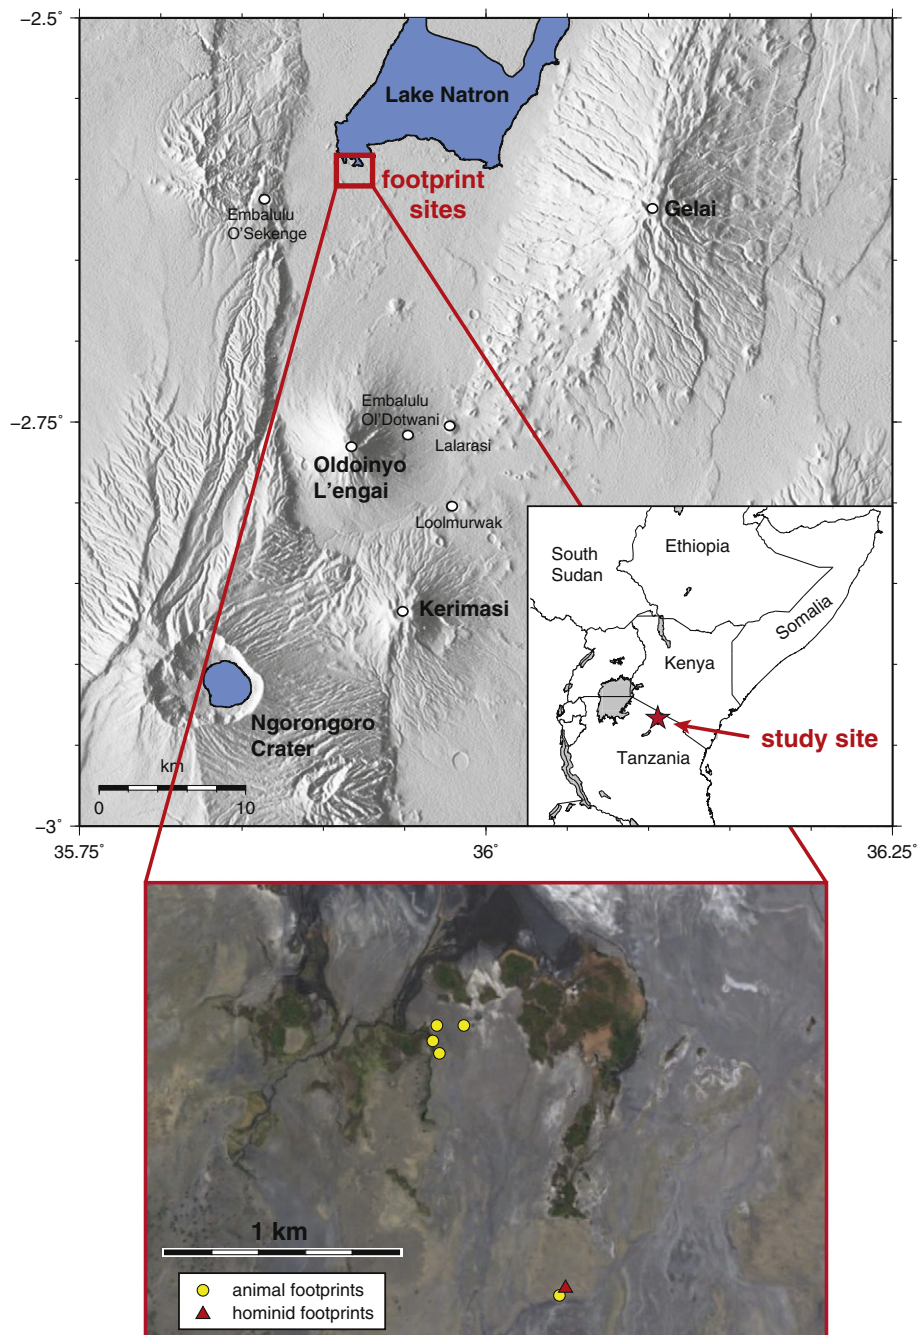 −2.5°
Lake Natron
footprint
sites
Embalulu
O'Sekenge
Gelai
−2.75°
Embalulu
Ol'Dotwani
Lalarasi
Oldoinyo
L'engai
Loolmurwak
Kerimasi
Ngorongoro
Crater
km
0 10
−3°
35.75° 36° 36.25°
South
Sudan
Ethiopia
Somalia
Kenya
study site
Tanzania
1 km
animal footprints
hominid footprints